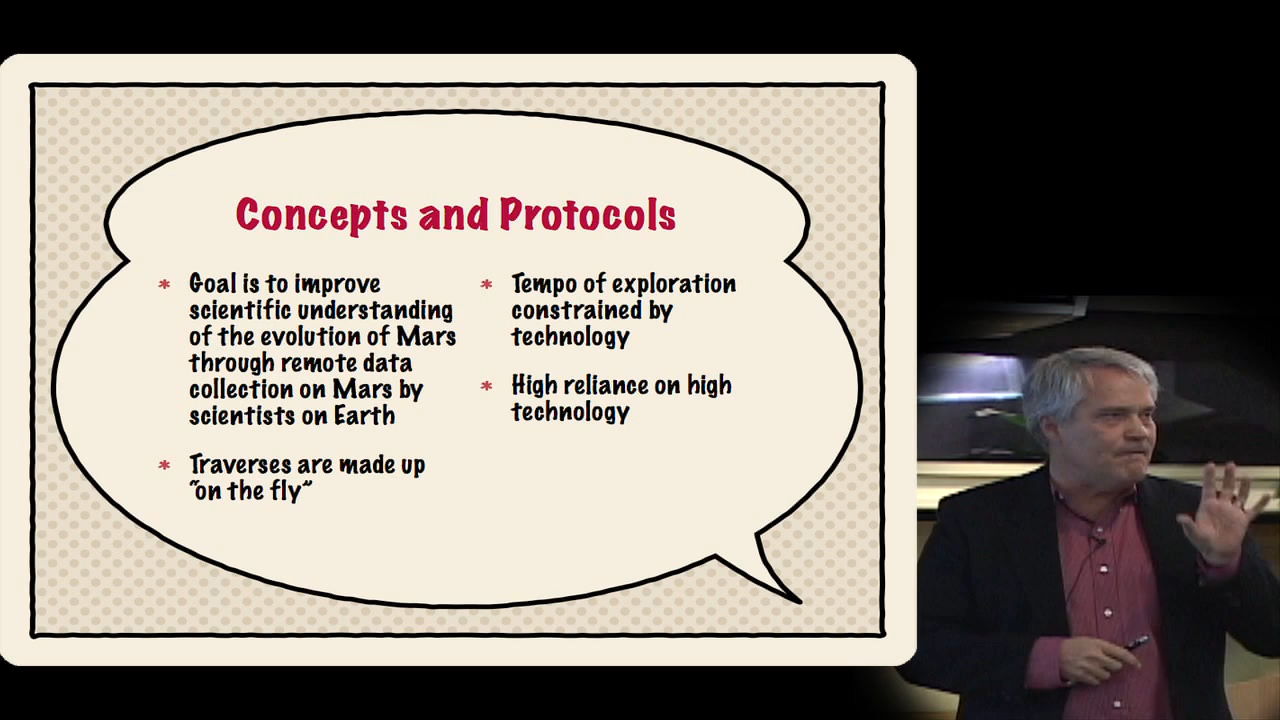 Concepts and Protocols
* Goal is to improve
scientific understanding
of the evolution of Mars
through remote data
collection on Mars by
scientists on Earth
* Traverses are made up
“on the fly”
* Tempo of exploration
constrained by
technology
* High reliance on high
technology